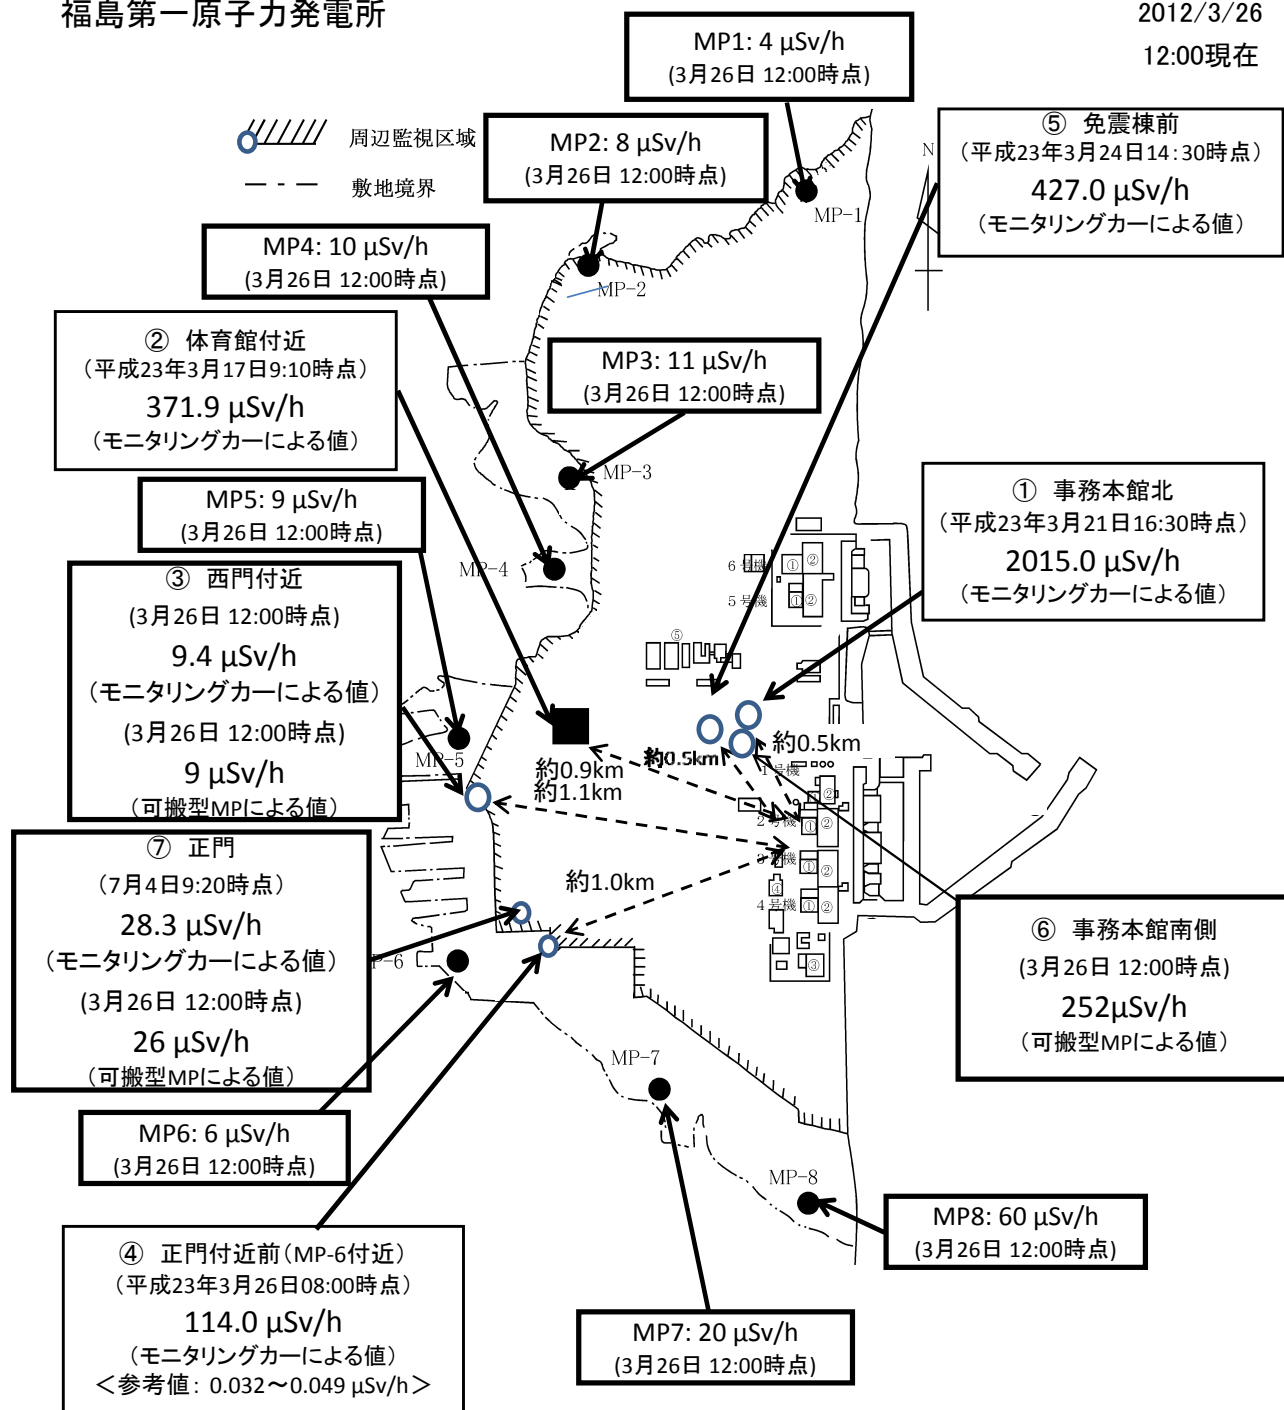 福島第一原子力発電所
2012/3/26
12:00現在
MP1: 4 μSv/h
(3月26日 12:00時点)
周辺監視区域
敷地境界
MP2: 8 μSv/h
(3月26日 12:00時点)
⑤ 免震棟前
(平成23年3月24日14:30時点)
427.0 μSv/h
(モニタリングカーによる値)
N
MP-1
MP4: 10 μSv/h
(3月26日 12:00時点)
MP-2
② 体育館付近
(平成23年3月17日9:10時点)
371.9 μSv/h
(モニタリングカーによる値)
MP3: 11 μSv/h
(3月26日 12:00時点)
MP-3
MP5: 9 μSv/h
(3月26日 12:00時点)
① 事務本館北
(平成23年3月21日16:30時点)
2015.0 μSv/h
(モニタリングカーによる値)
MP-4
6号機
①
②
5号機
①
②
③ 西門付近
(3月26日 12:00時点)
9.4 μSv/h
(モニタリングカーによる値)
(3月26日 12:00時点)
9 μSv/h
(可搬型MPによる値)
⑤
MP-5
約0.9km
約1.1km
約0.5km
約0.5km
1号機
①
②
2号機
①
②
3号機
①
②
④
4号機
①
②
③
約1.0km
⑦ 正門
(7月4日9:20時点)
28.3 μSv/h
(モニタリングカーによる値)
(3月26日 12:00時点)
26 μSv/h
(可搬型MPによる値)
P-6
⑥ 事務本館南側
(3月26日 12:00時点)
252μSv/h
(可搬型MPによる値)
MP-7
MP6: 6 μSv/h
(3月26日 12:00時点)
MP-8
MP8: 60 μSv/h
(3月26日 12:00時点)
④ 正門付近前(MP-6付近)
(平成23年3月26日08:00時点)
114.0 μSv/h
(モニタリングカーによる値)
<参考値: 0.032～0.049 μSv/h>
MP7: 20 μSv/h
(3月26日 12:00時点)